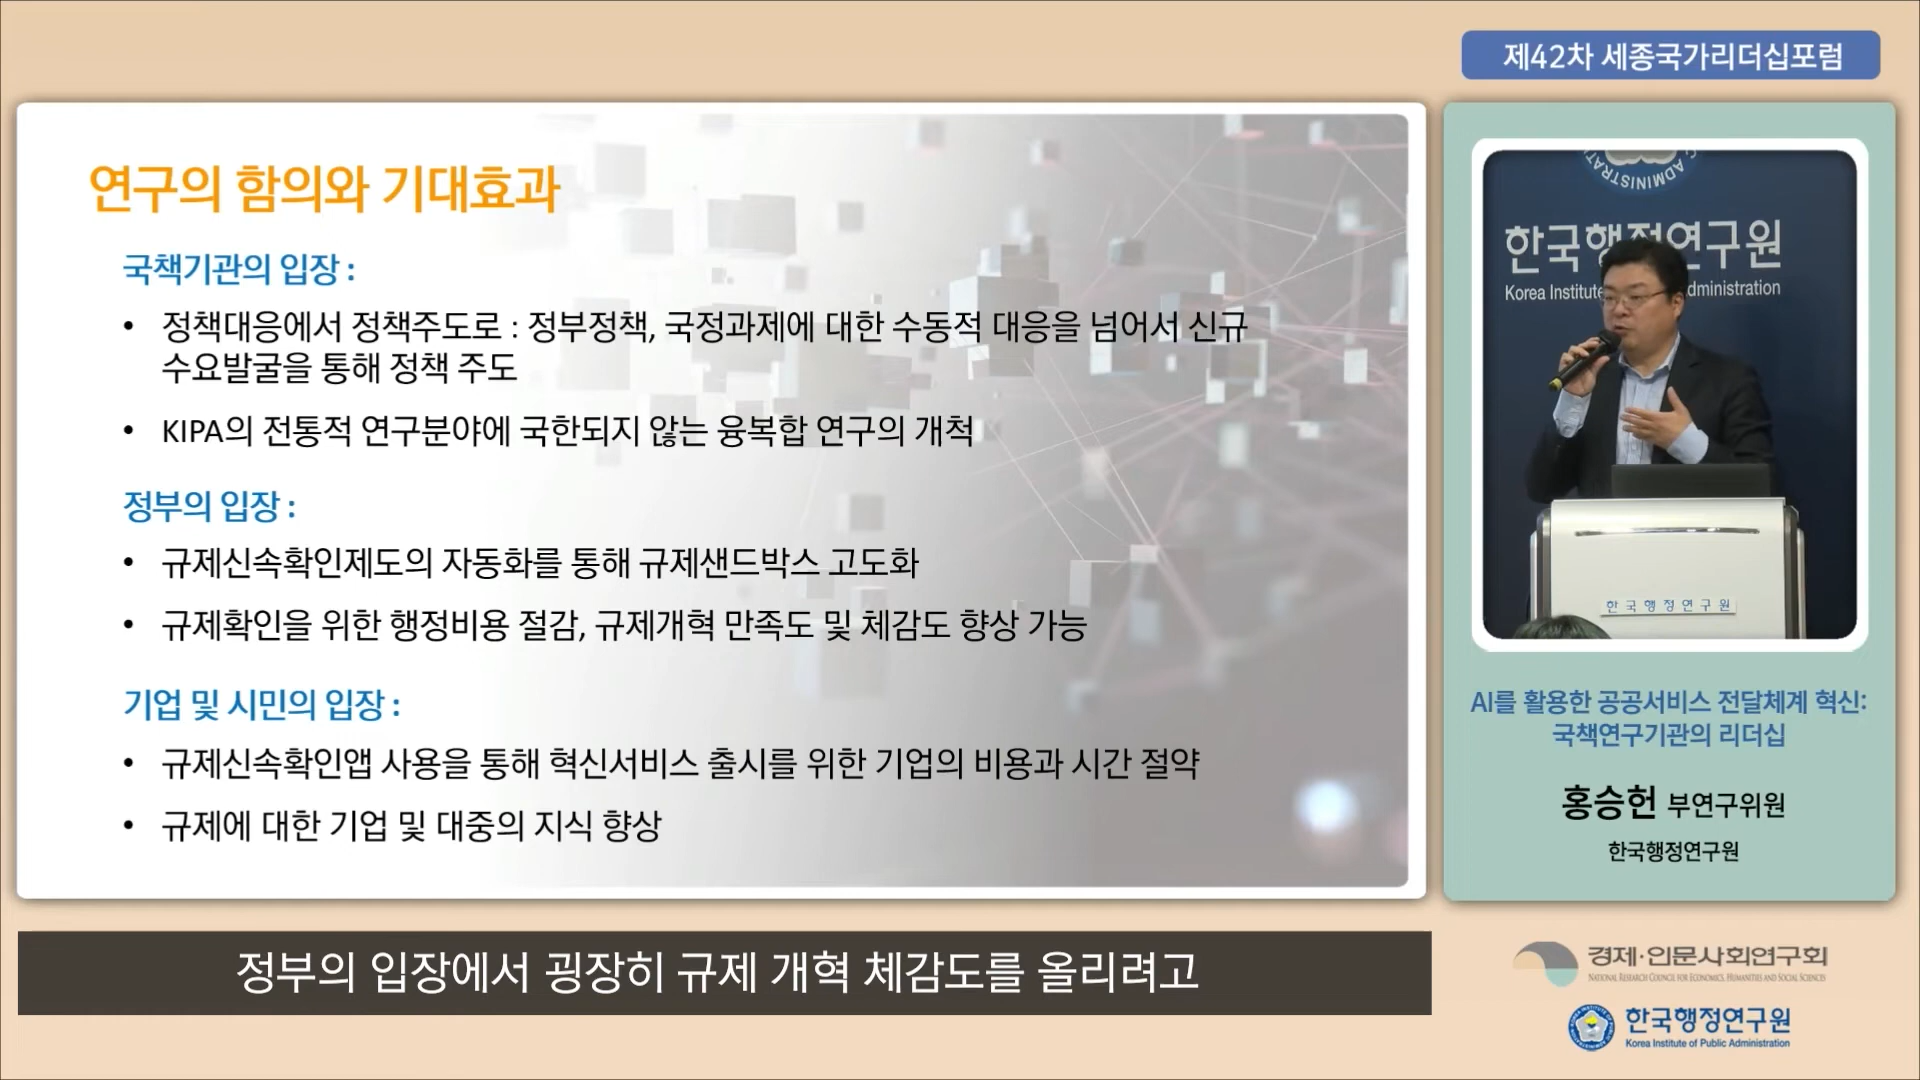 제42차 세종국가리더십포럼
연구의 함의와 기대효과
국책기관의 입장 :
• 정책대응에서 정책주도로 : 정부정책, 국정과제에 대한 수동적 대응을 넘어서 신규
수요발굴을 통해 정책 주도
• KIPA의 전통적 연구분야에 국한되지 않는 융복합 연구의 개척
정부의 입장 :
• 규제신속확인제도의 자동화를 통해 규제샌드박스 고도화
• 규제확인을 위한 행정비용 절감, 규제개혁 만족도 및 체감도 향상 가능
기업 및 시민의 입장 :
• 규제신속확인앱 사용을 통해 혁신서비스 출시를 위한 기업의 비용과 시간 절약
• 규제에 대한 기업 및 대중의 지식 향상
한국행정연구원
Korea Institute dministration
한국행정연구원
AI를 활용한 공공서비스 전달체계 혁신:
국책연구기관의 리더십
홍승헌 부연구위원
한국행정연구원
정부의 입장에서 굉장히 규제 개혁 체감도를 올리려고
경제·인문사회연구회
NATIONAL RESEARCH COUNCIL FOR ECONOMICS, HUMANITIES AND SOCIAL SCIENCES
한국행정연구원
Korea Institute of Public Administration